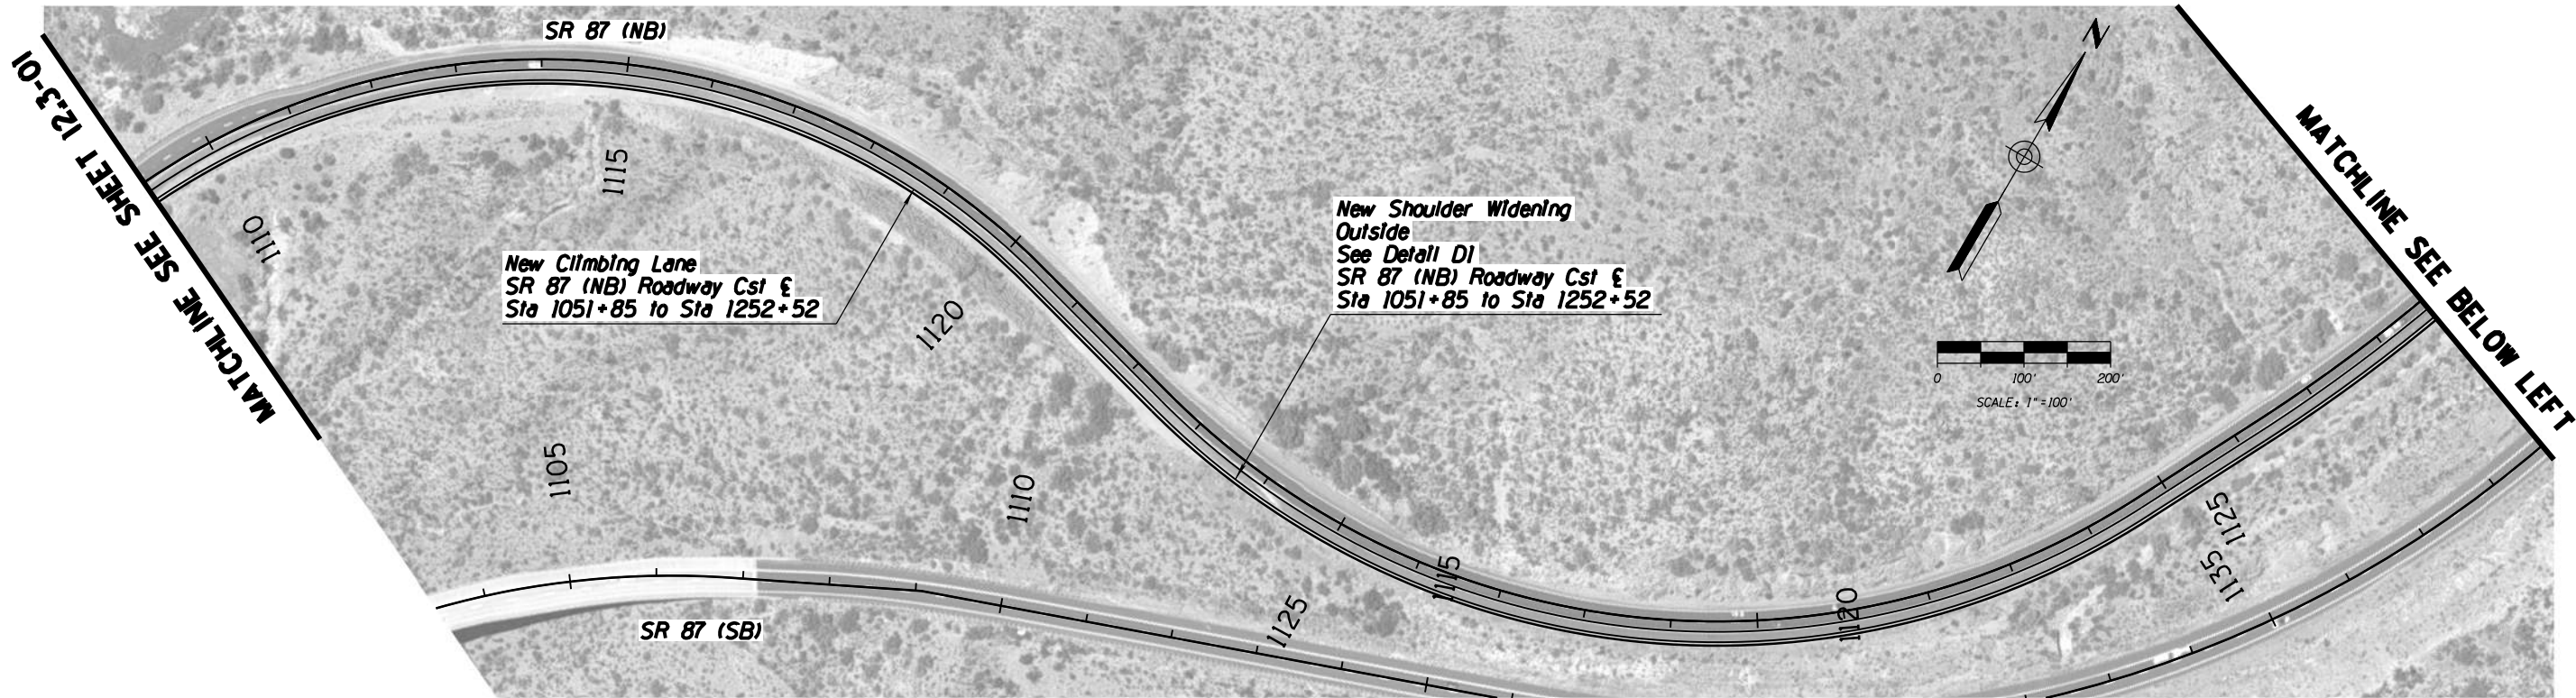 SR 87 (NB)
N
MATCHLINE SEE SHEET 12,3-01
MATCHLINE SEE BELOW LEFT
1115
1110
New Climbing Lane
SR 87 (NB) Roadway Cst ℄
Sta 1051+85 to Sta 1252+52
New Shoulder Widening
Outside
See Detail D1
SR 87 (NB) Roadway Cst ℄
Sta 1051+85 to Sta 1252+52
1120
0 100' 200'
SCALE: 1"=100'
1105
1110
1125
1115
1120
1125
1135
SR 87 (SB)